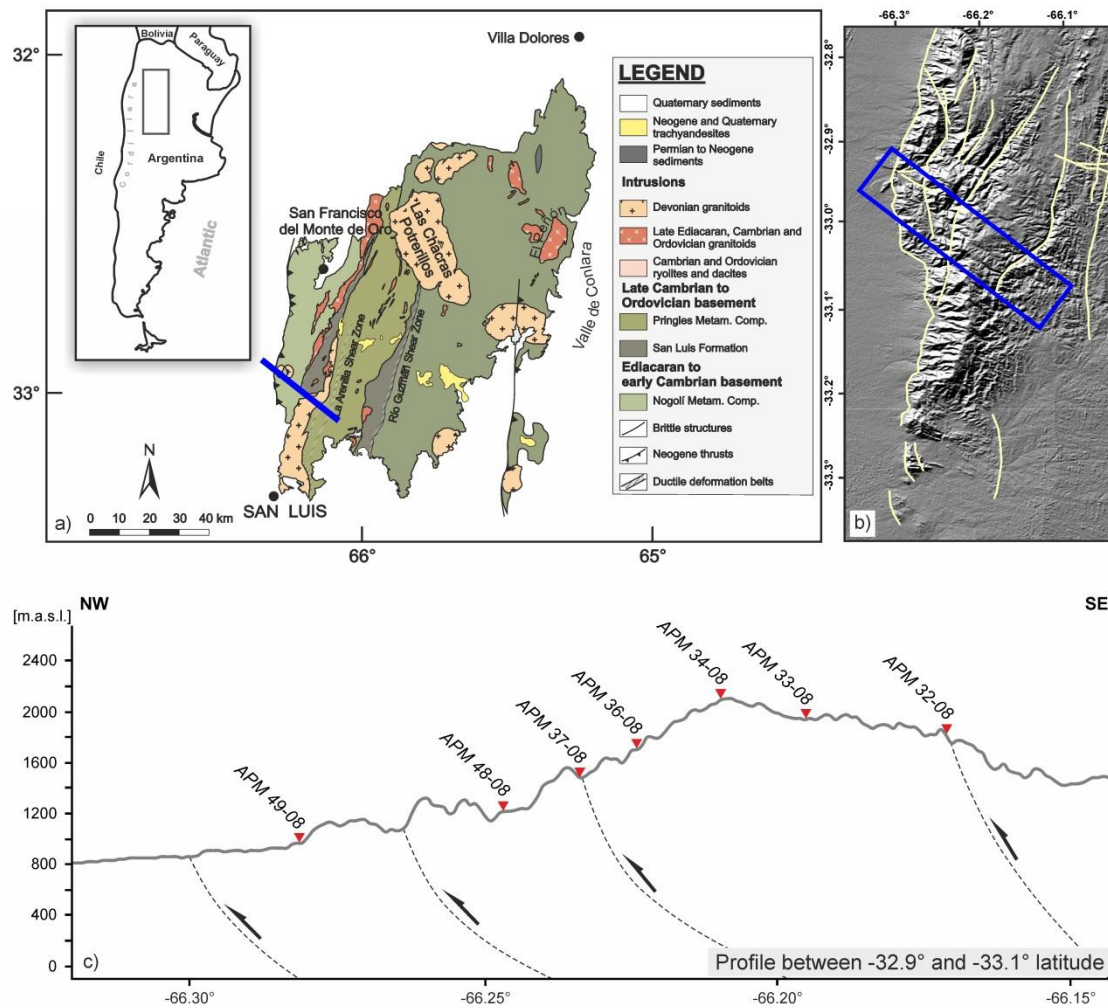 Bolivia
Paraguay
Chile
Cordillera
Argentina
Atlantic
32°
33°
Villa Dolores
San Francisco
del Monte de Oro
Las Chacras
Potrerillos
La Arenilla Shear Zone
Río Guzmán Shear Zone
Valle de Conlara
N
0 10 20 30 40 km
SAN LUIS
a)
66°
65°
LEGEND
Quaternary sediments
Neogene and Quaternary
trachyandesites
Permian to Neogene
sediments
Intrusions
Devonian granitoids
Late Ediacaran, Cambrian and
Ordovician granitoids
Cambrian and Ordovician
ryolites and dacites
Late Cambrian to
Ordovician basement
Pringles Metam. Comp.
San Luis Formation
Ediacaran to
early Cambrian basement
Nogolí Metam. Comp.
Brittle structures
Neogene thrusts
Ductile deformation belts
-66.3° -66.2° -66.1°
-32.8°
-32.9°
-33.0°
-33.1°
-33.2°
-33.3°
b)
NW
SE
[m.a.s.l.]
2400
2000
1600
1200
800
400
0
APM 49-08
APM 48-08
APM 37-08
APM 36-08
APM 34-08
APM 33-08
APM 32-08
c)
Profile between -32.9° and -33.1° latitude
-66.30° -66.25° -66.20° -66.15°